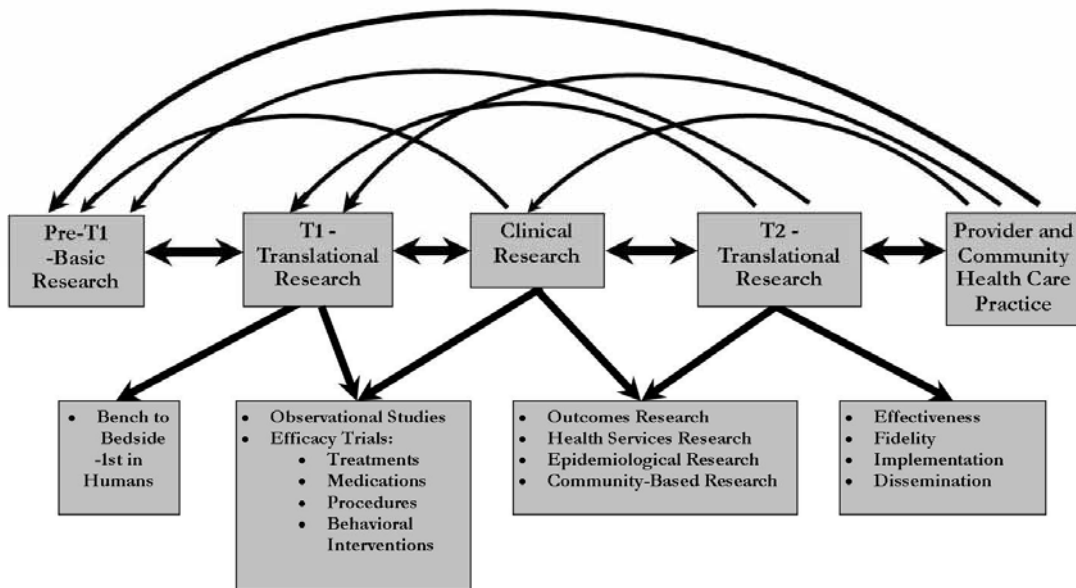 Pre-T1
-Basic
Research
T1 -
Translational
Research
Clinical
Research
T2 -
Translational
Research
Provider and
Community
Health Care
Practice
• Bench to
Bedside
-1st in
Humans
• Observational Studies
• Efficacy Trials:
• Treatments
• Medications
• Procedures
• Behavioral
Interventions
• Outcomes Research
• Health Services Research
• Epidemiological Research
• Community-Based Research
• Effectiveness
• Fidelity
• Implementation
• Dissemination